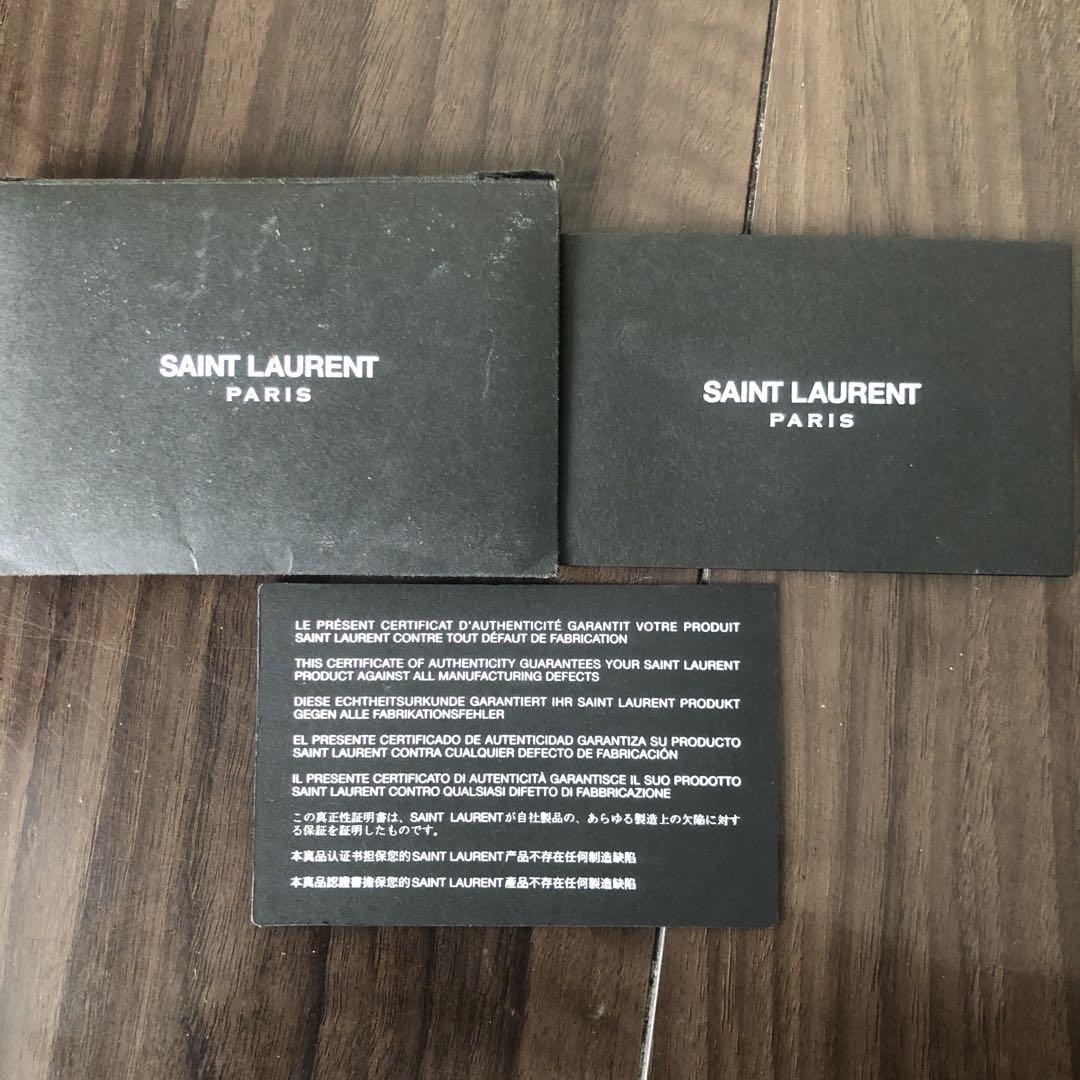 SAINT LAURENT
PARIS
SAINT LAURENT
PARIS
LE PRÉSENT CERTIFICAT D'AUTHENTICITÉ GARANTIT VOTRE PRODUIT
SAINT LAURENT CONTRE TOUT DÉFAUT DE FABRICATION
THIS CERTIFICATE OF AUTHENTICITY GUARANTEES YOUR SAINT LAURENT
PRODUCT AGAINST ALL MANUFACTURING DEFECTS
DIESE ECHTHEITSURKUNDE GARANTIERT IHR SAINT LAURENT PRODUKT
GEGEN ALLE FABRIKATIONSFEHLER
EL PRESENTE CERTIFICADO DE AUTENTICIDAD GARANTIZA SU PRODUCTO
SAINT LAURENT CONTRA CUALQUIER DEFECTO DE FABRICACIÓN
IL PRESENTE CERTIFICATO DI AUTENTICITÀ GARANTISCE IL SUO PRODOTTO
SAINT LAURENT CONTRO QUALSIASI DIFETTO DI FABBRICAZIONE
この真正性証明書は、SAINT LAURENTが自社製品の、あらゆる製造上の欠陥に対す
る保証を証明したものです。
本真品认证书担保您的SAINT LAURENT产品不存在任何制造缺陷
本真品認證書擔保您的SAINT LAURENT產品不存在任何製造缺陷